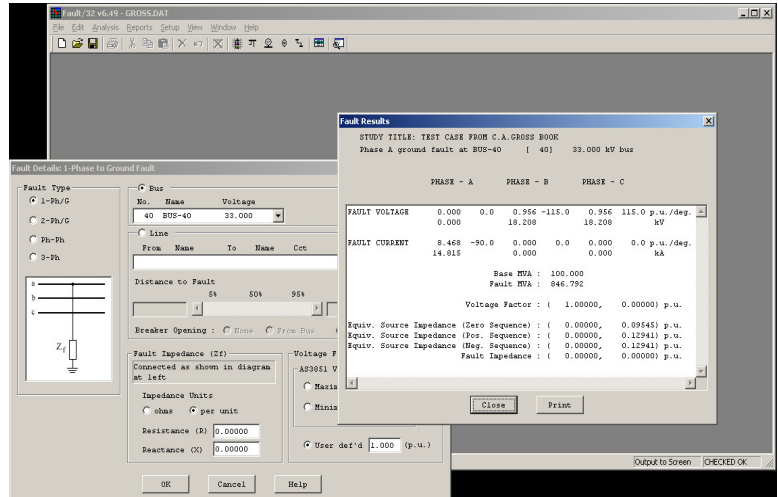 Fault/32 v6.49 - GROSS.DAT
File Edit Analysis Reports Setup View Window Help
Fault Results
STUDY TITLE: TEST CASE FROM C.A.GROSS BOOK
Phase A ground fault at BUS-40 [ 40] 33.000 kV bus
PHASE - A PHASE - B PHASE - C
FAULT VOLTAGE 0.000 0.0 0.956 -115.0 0.956 115.0 p.u./deg.
0.000 18.208 18.208 kV
FAULT CURRENT 8.468 -90.0 0.000 0.0 0.000 0.0 p.u./deg.
14.815 0.000 0.000 kA
Base MVA : 100.000
Fault MVA : 846.792
Voltage Factor : ( 1.00000, 0.00000) p.u.
Equiv. Source Impedance (Zero Sequence) : ( 0.00000, 0.09545) p.u.
Equiv. Source Impedance (Pos. Sequence) : ( 0.00000, 0.12941) p.u.
Equiv. Source Impedance (Neg. Sequence) : ( 0.00000, 0.12941) p.u.
Fault Impedance : ( 0.00000, 0.00000) p.u.
Close Print
Fault Details: 1-Phase to Ground Fault
Fault Type
1-Ph/G
2-Ph/G
Ph-Ph
3-Ph
a
b
c
Zf
Bus
No. Name Voltage
40 BUS-40 33.000
Line
From Name To Name Cct
Distance to Fault
5% 50% 95%
Breaker Opening : None From Bus
Fault Impedance (Zf)
Connected as shown in diagram
at left
Impedance Units
ohms per unit
Resistance (R) 0.00000
Reactance (X) 0.00000
Voltage F
AS3851 V
Maxim
Minim
User def'd 1.000 (p.u.)
OK Cancel Help
Output to Screen CHECKED OK